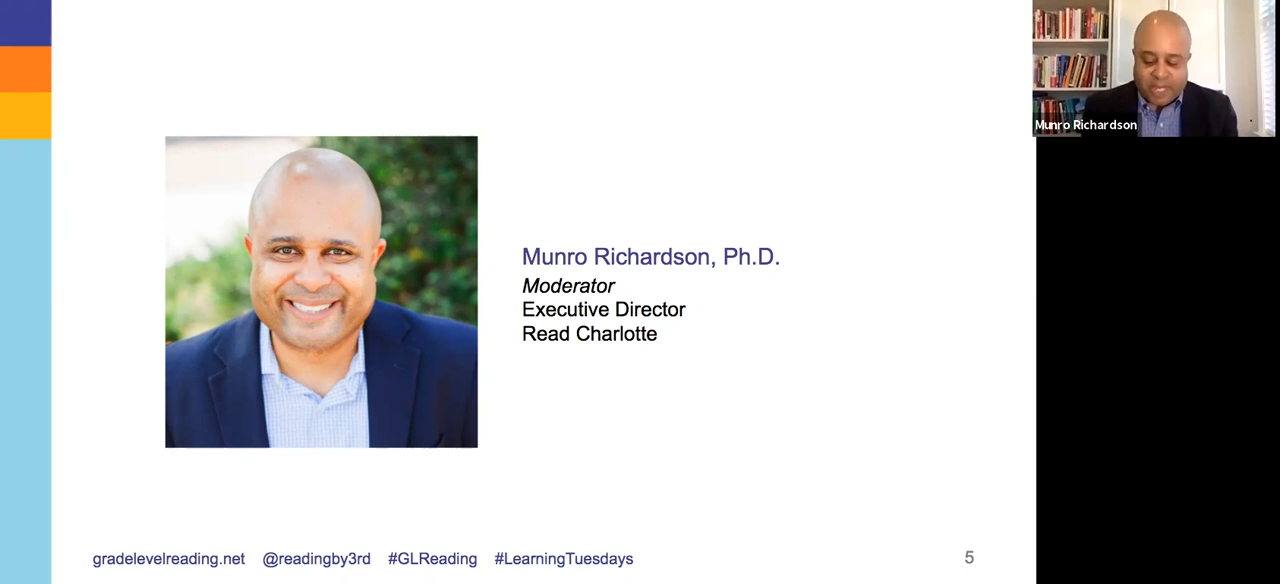 Munro Richardson
Munro Richardson, Ph.D.
Moderator
Executive Director
Read Charlotte
gradelevelreading.net @readingby3rd #GLReading #LearningTuesdays 5